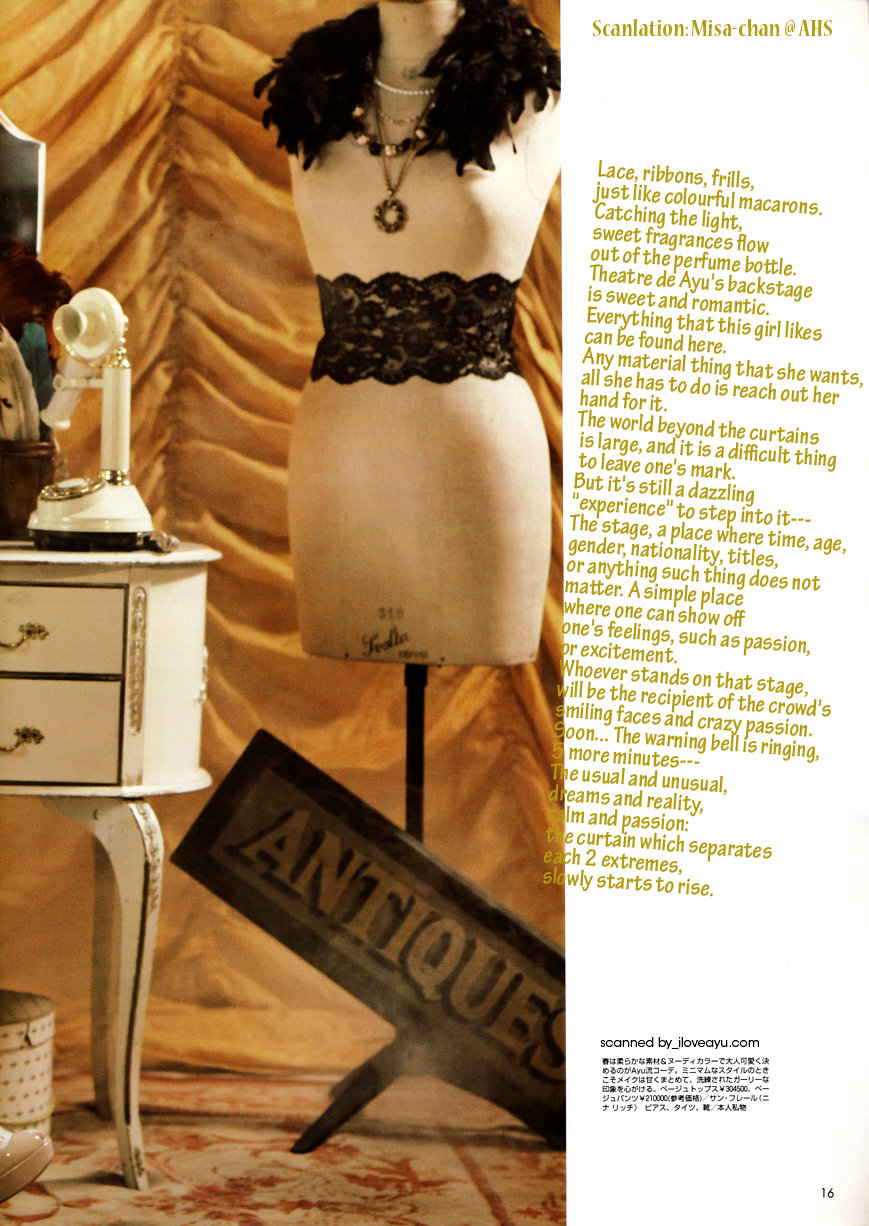 Scanlation: Misa-chan @ AHS
Lace, ribbons, frills,
just like colourful macarons.
Catching the light,
sweet fragrances flow
out of the perfume bottle.
Theatre de Ayu's backstage
is sweet and romantic.
Everything that this girl likes
can be found here.
Any material thing that she wants,
all she has to do is reach out her
hand for it.
The world beyond the curtains
is large, and it is a difficult thing
to leave one's mark.
But it's still a dazzling
"experience" to step into it---
The stage, a place where time, age,
gender, nationality, titles,
or anything such thing does not
matter. A simple place
where one can show off
one's feelings, such as passion,
or excitement.
Whoever stands on that stage,
will be the recipient of the crowd's
smiling faces and crazy passion.
Soon... The warning bell is ringing,
5 more minutes---
The usual and unusual,
dreams and reality,
calm and passion:
the curtain which separates
each 2 extremes,
slowly starts to rise.
ANTIQUES
scanned by_iloveayu.com
春は柔らかな素材＆ヌーディカラーで大人可愛く決
めるのがAyu流コーデ。ミニマムなスタイルのとき
こそメイクは甘くまとめて、洗練されたガーリーな
印象を心がける。ベージュトップス￥304500、ベー
ジュパンツ￥210000(参考価格)／サン・フレール(ニ
ナ リッチ)　ピアス、タイツ、靴／本人私物
16